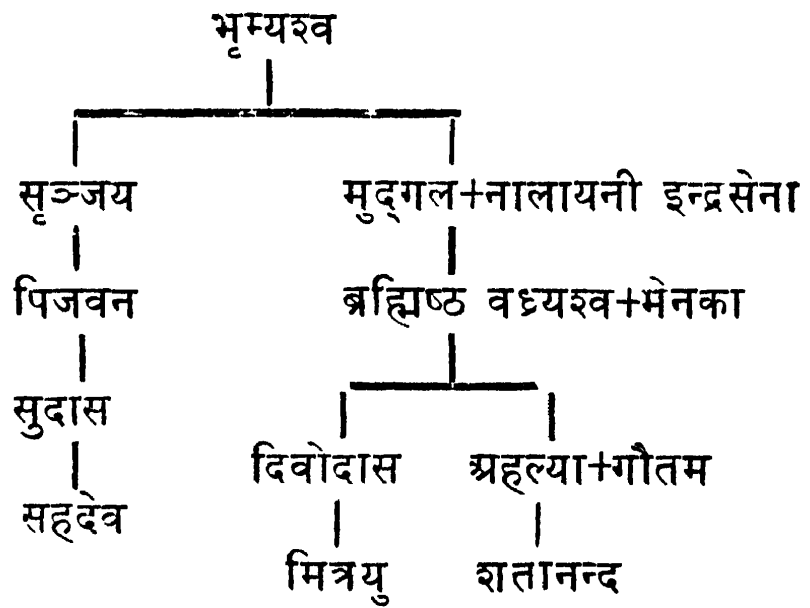 भृम्यश्व
सृञ्जय मुद्‌गल+नालायनी इन्द्रसेना
पिजवन ब्रह्मिष्ठ वध्र्यश्व+मेनका
सुदास
दिवोदास अहल्या+गौतम
सहदेव
मित्रयु शतानन्द